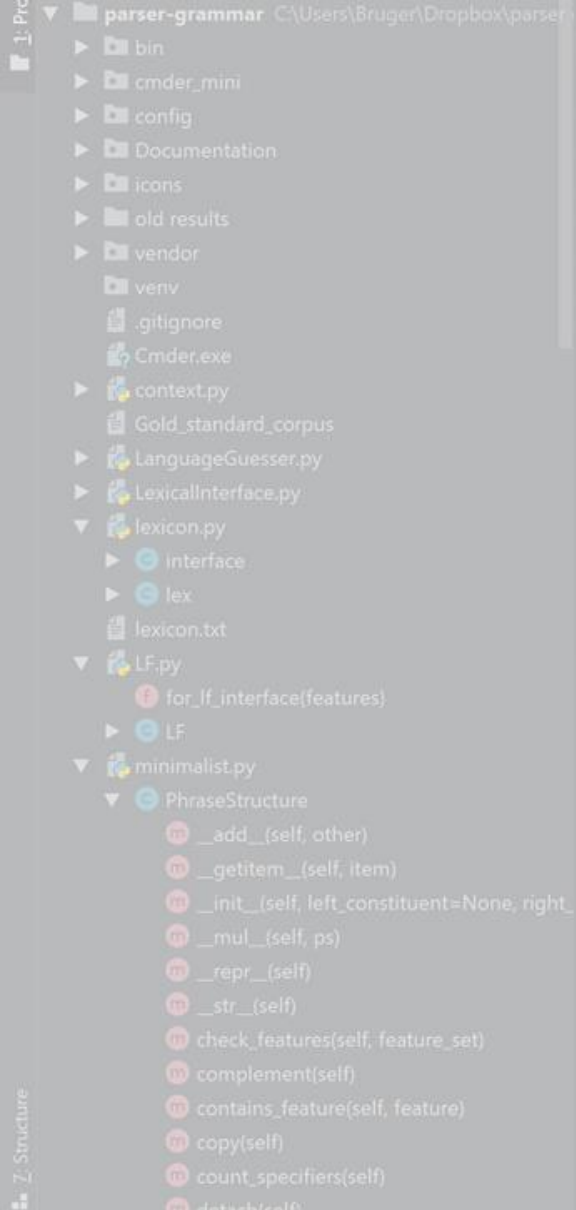 1: Pro
parser-grammar C:\Users\Bruger\Dropbox\parser-
bin
cmder_mini
config
Documentation
icons
old results
vendor
venv
.gitignore
Cmder.exe
context.py
Gold_standard_corpus
LanguageGuesser.py
LexicalInterface.py
lexicon.py
interface
lex
lexicon.txt
LF.py
for_lf_interface(features)
LF
minimalist.py
PhraseStructure
__add__(self, other)
__getitem__(self, item)
__init__(self, left_constituent=None, right_
__mul__(self, ps)
__repr__(self)
__str__(self)
check_features(self, feature_set)
complement(self)
contains_feature(self, feature)
copy(self)
count_specifiers(self)
detach(self)
7: Structure